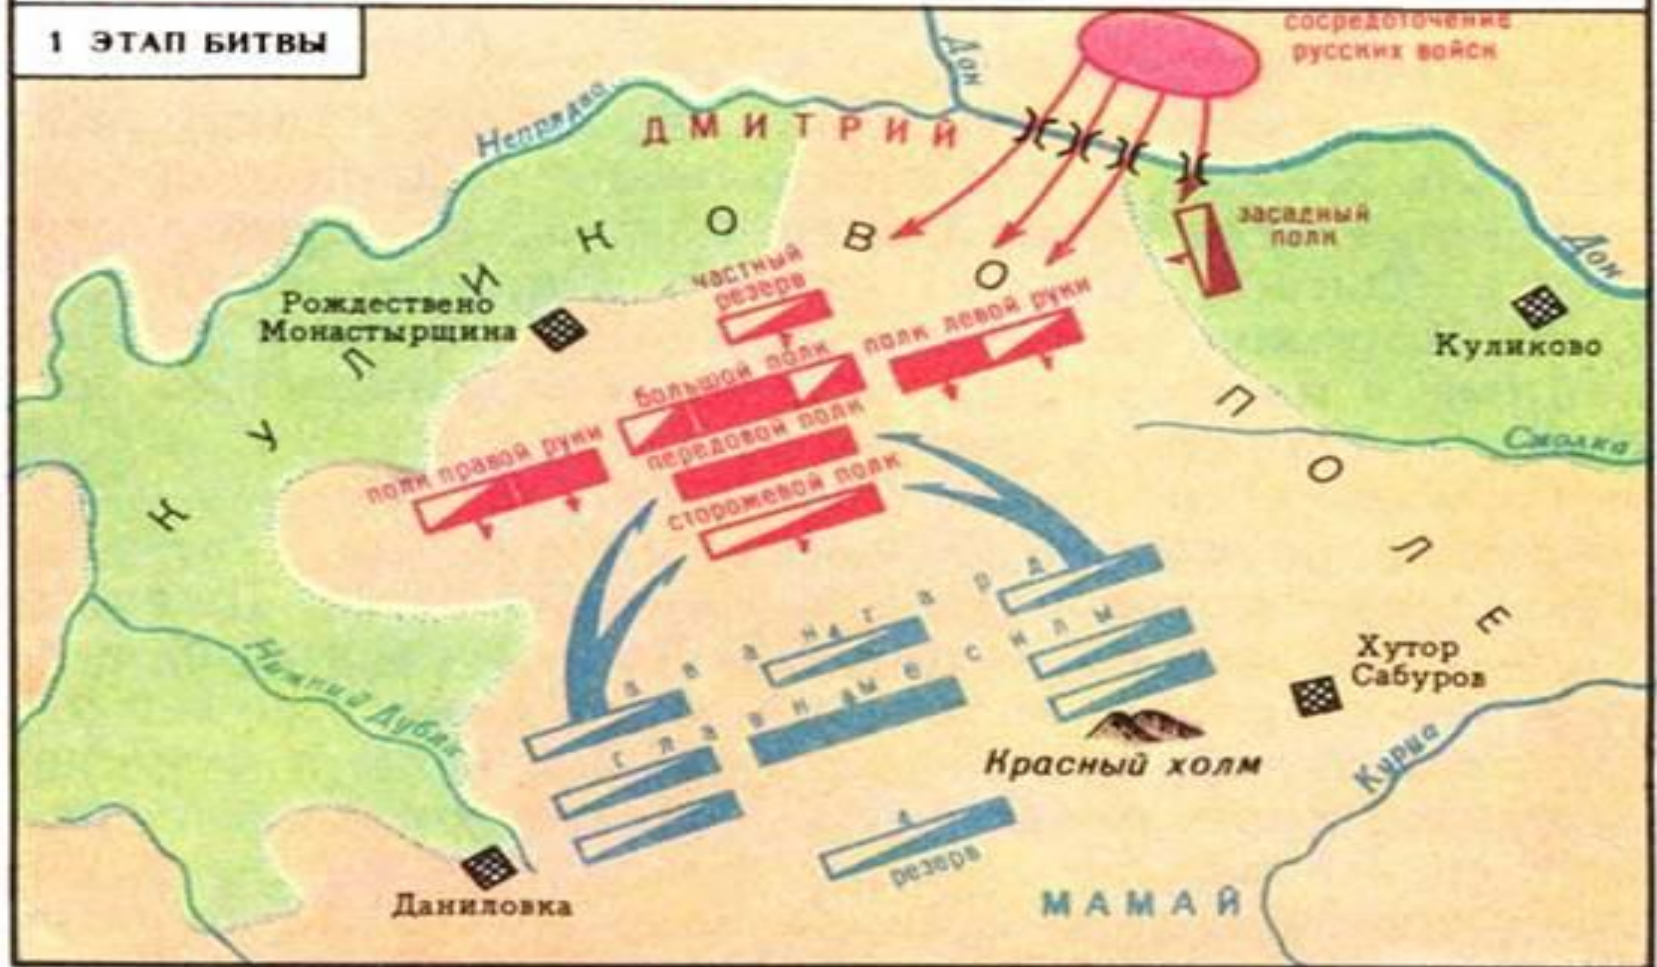 1 ЭТАП БИТВЫ
сосредоточение
русских войск
Дон
Непрядва
ДМИТРИЙ
засадный
полк
Дон
КУЛИКОВО ПОЛЕ
частный
резерв
Рождествено
Монастырщина
полк левой руки
Куликово
большой полк
передовой полк
полк правой руки
сторожевой полк
Смолка
авангард
главные силы
Нижний Дубик
Хутор
Сабуров
Красный холм
Курца
резерв
Даниловка
МАМАЙ